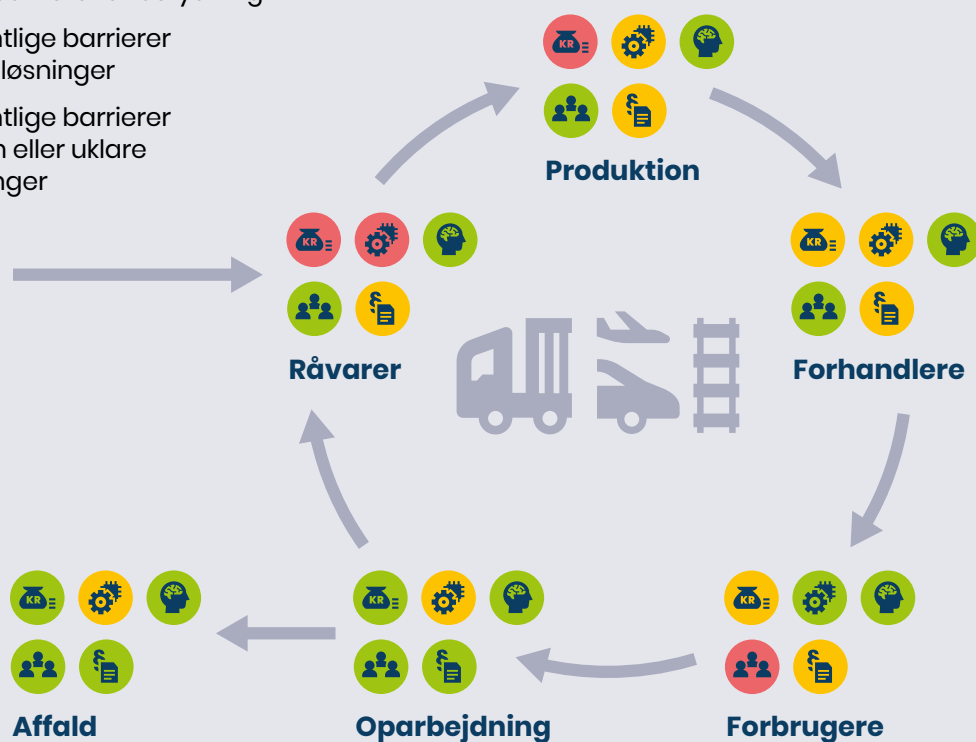 ntlige barrierer
løsninger
ntlige barrierer
eller uklare
nger
KR
Produktion
KR
Råvarer
KR
Forhandlere
KR
Affald
KR
Oparbejdning
KR
Forbrugere